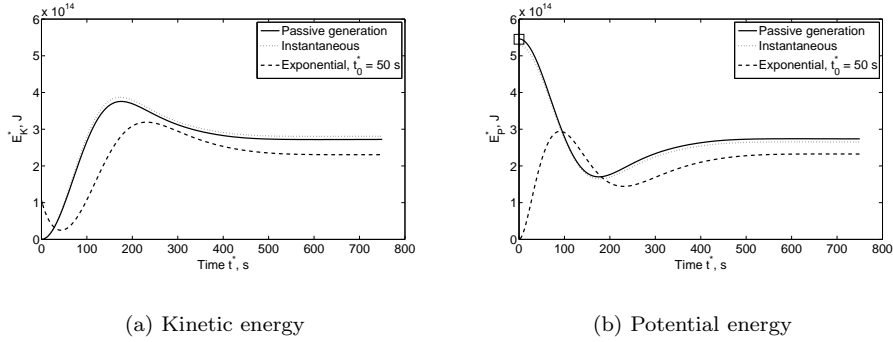 x 10^14
6
5
4
3
2
1
0
E*_K, J
0 100 200 300 400 500 600 700 800
Time t*, s
Passive generation
Instantaneous
Exponential, t*_0 = 50 s
(a) Kinetic energy
x 10^14
6
5
4
3
2
1
0
E*_P, J
0 100 200 300 400 500 600 700 800
Time t*, s
Passive generation
Instantaneous
Exponential, t*_0 = 50 s
(b) Potential energy